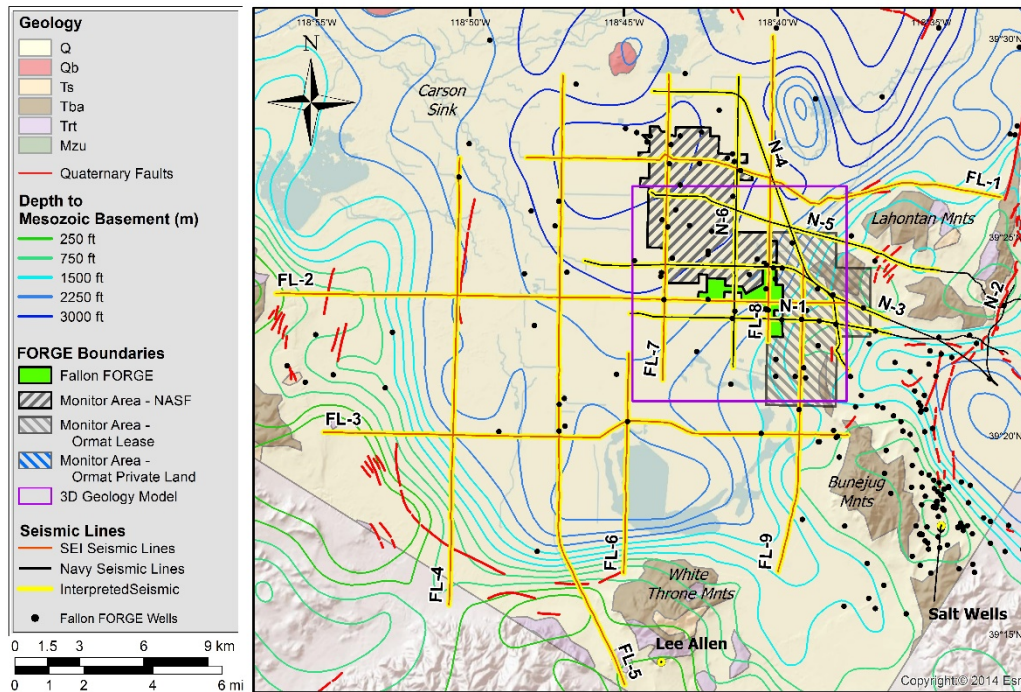 Geology
Q
Qb
Ts
Tba
Trt
Mzu
Quaternary Faults
Depth to
Mesozoic Basement (m)
250 ft
750 ft
1500 ft
2250 ft
3000 ft
FORGE Boundaries
Fallon FORGE
Monitor Area - NASF
Monitor Area -
Ormat Lease
Monitor Area -
Ormat Private Land
3D Geology Model
Seismic Lines
SEI Seismic Lines
Navy Seismic Lines
InterpretedSeismic
Fallon FORGE Wells
0 1.5 3 6 9 km
0 1 2 4 6 mi
118°55'W
118°50'W
118°45'W
118°40'W
118°35'W
39°30'N
39°25'N
39°20'N
39°15'N
N
Carson
Sink
N-4
FL-1
N-5
Lahontan Mnts
N-6
FL-2
N-2
N-1
N-3
FL-8
FL-7
FL-3
Bunejug
Mnts
FL-4
FL-6
FL-9
White
Throne Mnts
Salt Wells
Lee Allen
FL-5
Copyright:© 2014 Esri